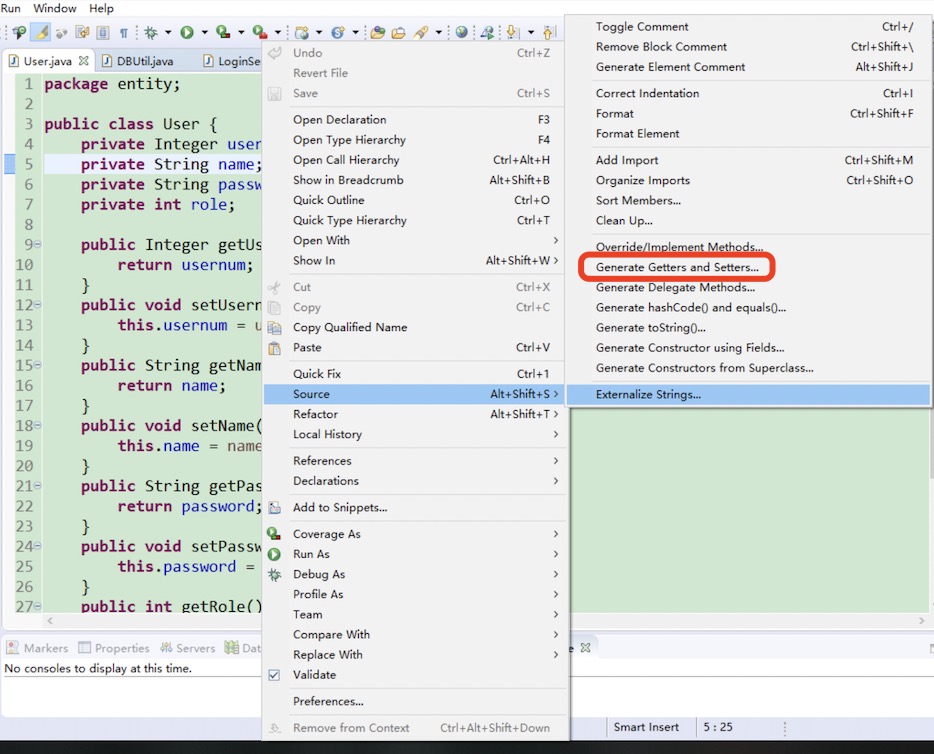 Run Window Help
User.java DBUtil.java LoginSe
1 package entity;
2
3 public class User {
4 private Integer user
5 private String name;
6 private String passw
7 private int role;
8
9 public Integer getUs
10 return usernum;
11 }
12 public void setUsern
13 this.usernum = u
14 }
15 public String getNam
16 return name;
17 }
18 public void setName(
19 this.name = name
20 }
21 public String getPas
22 return password;
23 }
24 public void setPassw
25 this.password =
26 }
27 public int getRole()
Markers Properties Servers Dat
No consoles to display at this time.
Undo Ctrl+Z
Revert File
Save Ctrl+S
Open Declaration F3
Open Type Hierarchy F4
Open Call Hierarchy Ctrl+Alt+H
Show in Breadcrumb Alt+Shift+B
Quick Outline Ctrl+O
Quick Type Hierarchy Ctrl+T
Open With >
Show In Alt+Shift+W >
Cut Ctrl+X
Copy Ctrl+C
Copy Qualified Name
Paste Ctrl+V
Quick Fix Ctrl+1
Source Alt+Shift+S >
Refactor Alt+Shift+T >
Local History >
References >
Declarations >
Add to Snippets...
Coverage As >
Run As >
Debug As >
Profile As >
Team >
Compare With >
Replace With >
Validate
Preferences...
Remove from Context Ctrl+Alt+Shift+Down
Toggle Comment Ctrl+/
Remove Block Comment Ctrl+Shift+\
Generate Element Comment Alt+Shift+J
Correct Indentation Ctrl+I
Format Ctrl+Shift+F
Format Element
Add Import Ctrl+Shift+M
Organize Imports Ctrl+Shift+O
Sort Members...
Clean Up...
Override/Implement Methods...
Generate Getters and Setters...
Generate Delegate Methods...
Generate hashCode() and equals()...
Generate toString()...
Generate Constructor using Fields...
Generate Constructors from Superclass...
Externalize Strings...
e
Smart Insert 5 : 25